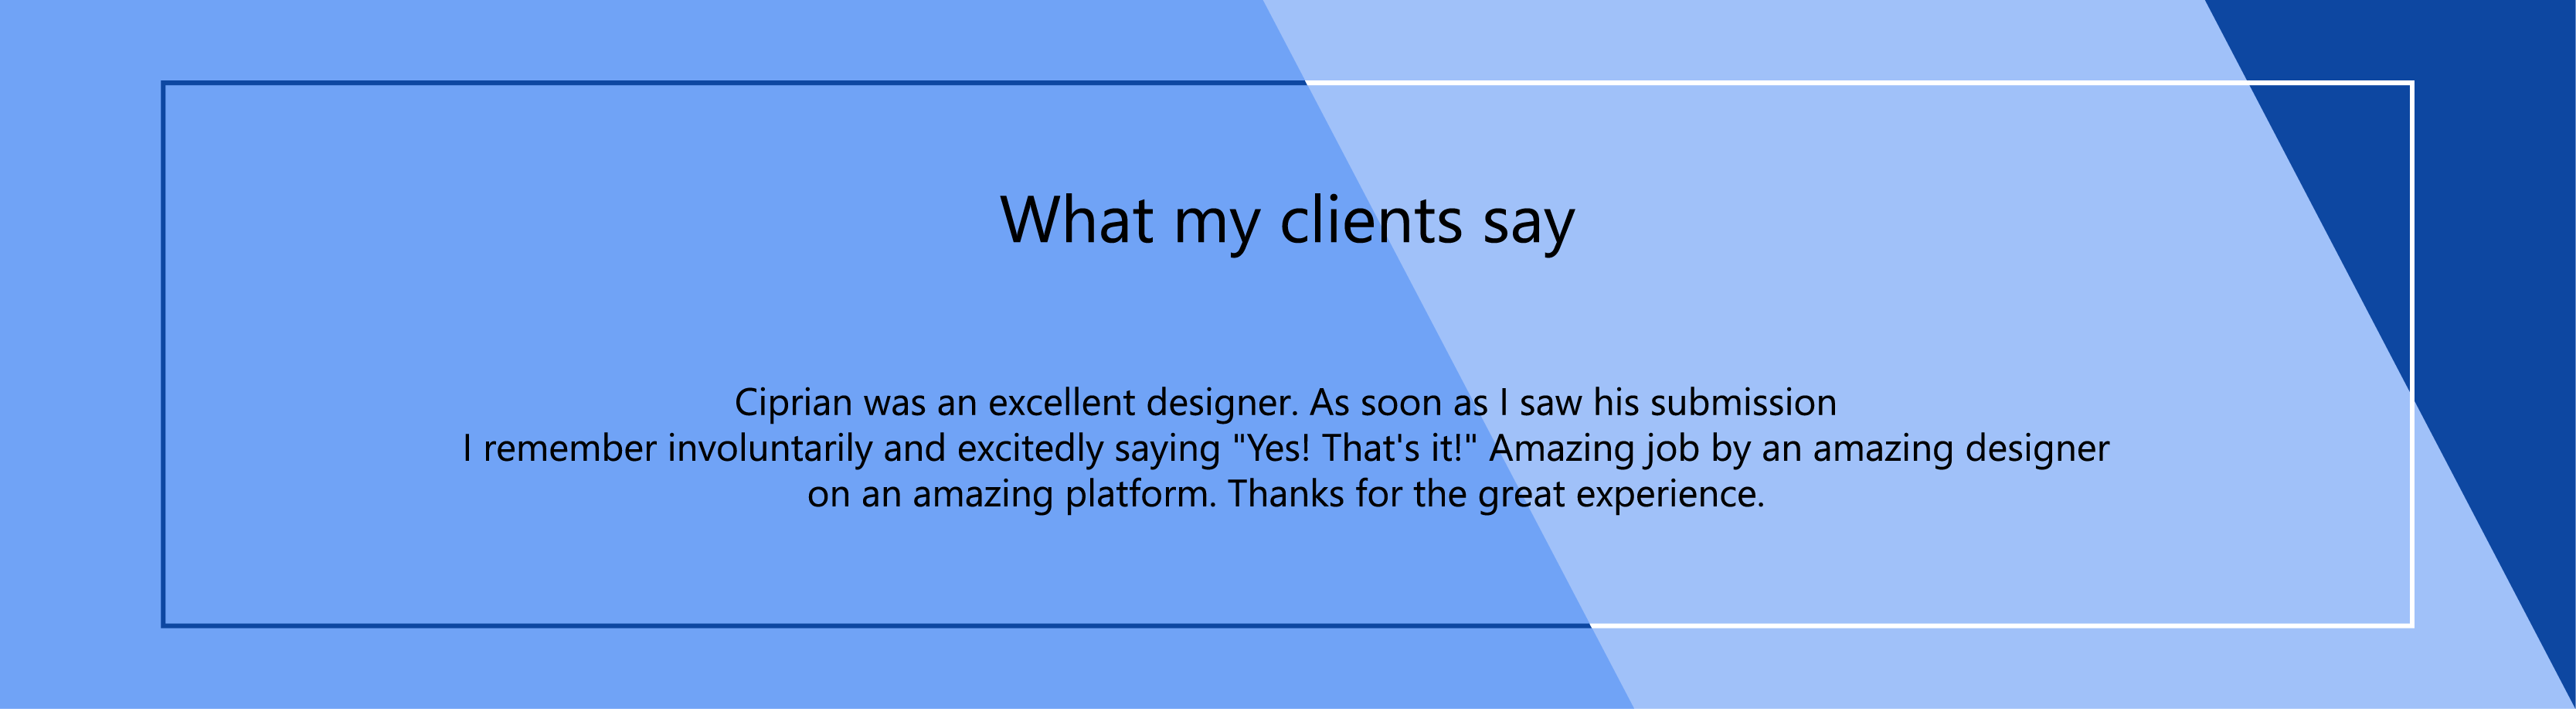 What my clients say
Ciprian was an excellent designer. As soon as I saw his submission
I remember involuntarily and excitedly saying "Yes! That's it!" Amazing job by an amazing designer
on an amazing platform. Thanks for the great experience.